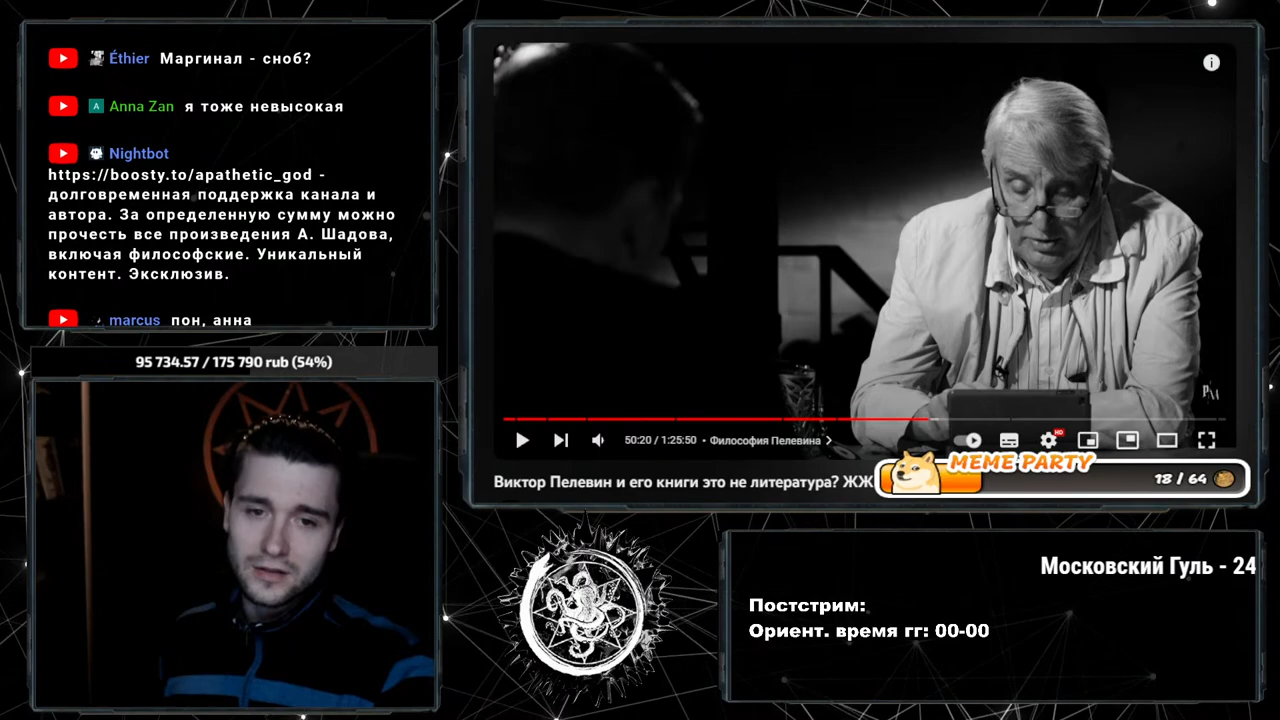 Éthier Маргинал - сноб?
A Anna Zan я тоже невысокая
Nightbot
https://boosty.to/apathetic_god -
долговременная поддержка канала и
автора. За определенную сумму можно
прочесть все произведения А. Шадова,
включая философские. Уникальный
контент. Эксклюзив.
marcus пон, анна
95 734.57 / 175 790 rub (54%)
50:20 / 1:25:50 • Философия Пелевина
HD
Виктор Пелевин и его книги это не литература? ЖЖ
MEME PARTY
18 / 64
Московский Гуль - 24
Постстрим:
Ориент. время гг: 00-00